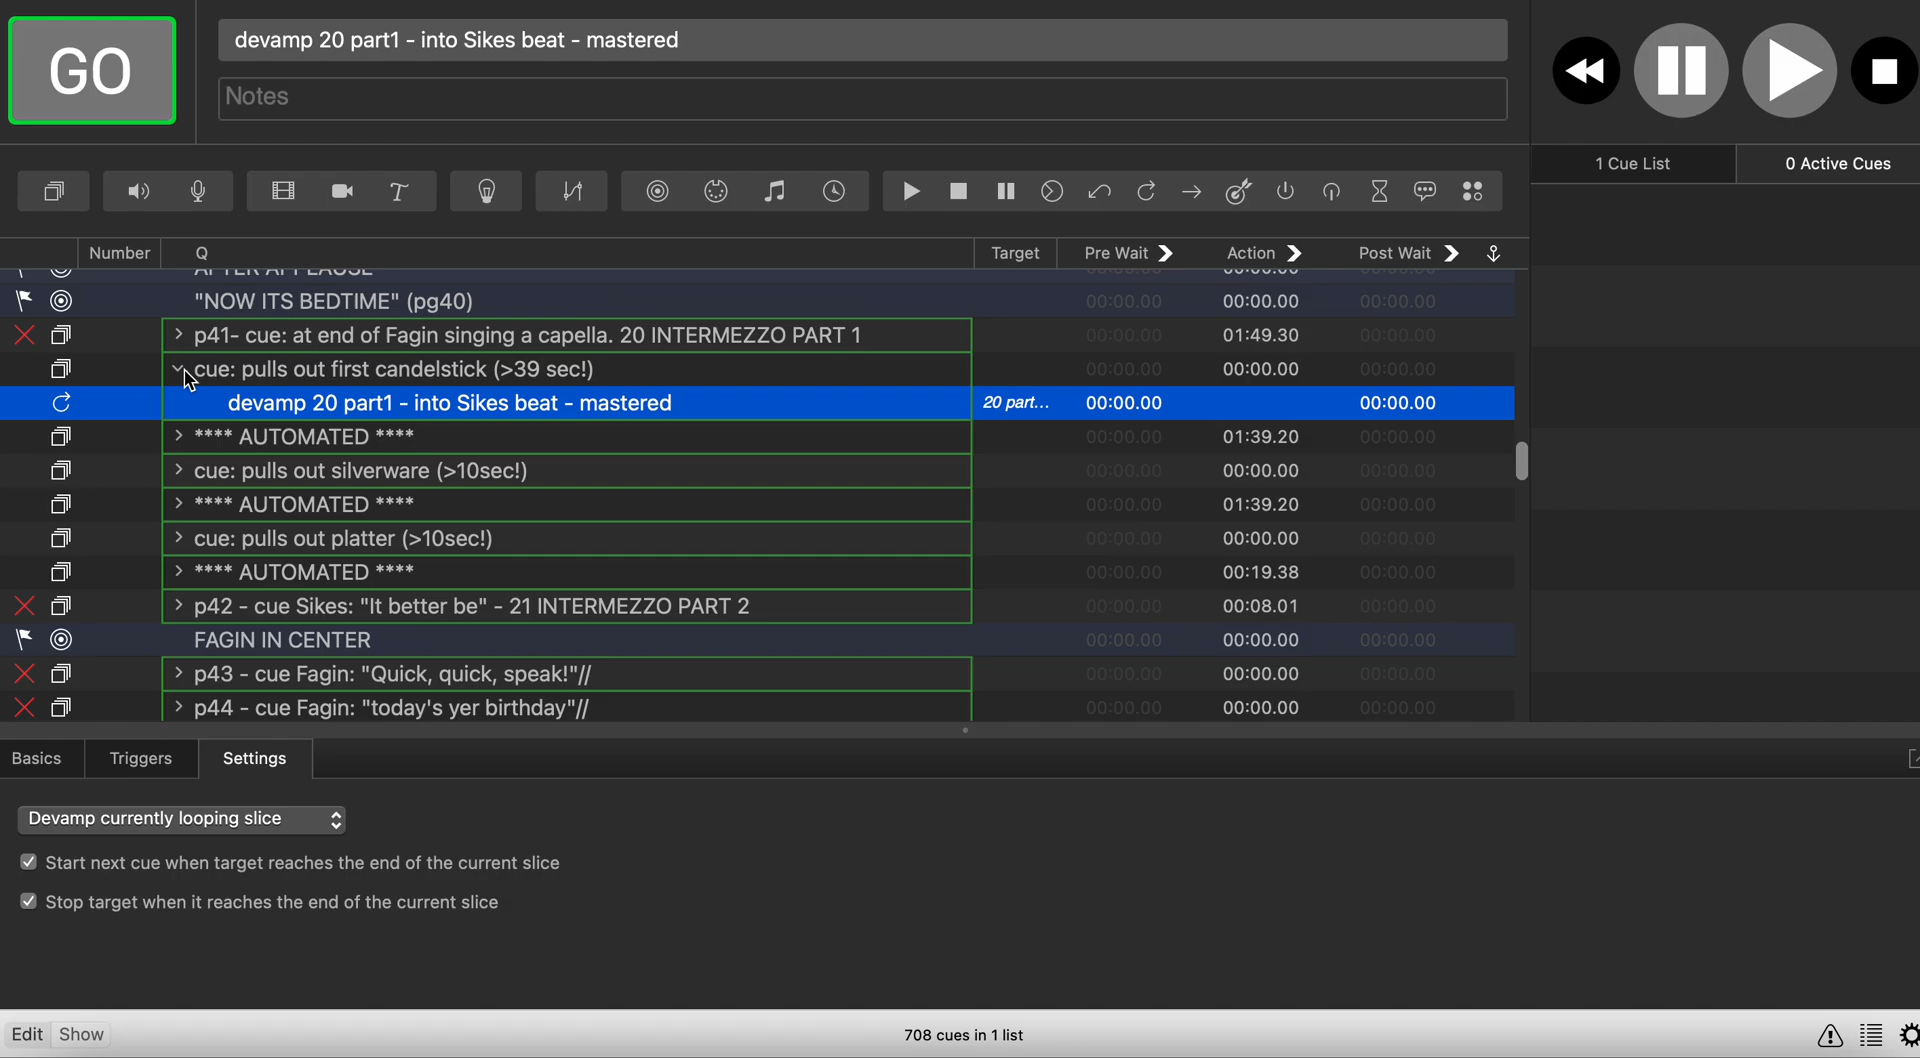 GO
devamp 20 part1 - into Sikes beat - mastered
Notes
1 Cue List
0 Active Cues
Number Q Target Pre Wait Action Post Wait
AFTER APPLAUSE 00:00.00 00:00.00 00:00.00
"NOW ITS BEDTIME" (pg40) 00:00.00 00:00.00 00:00.00
p41- cue: at end of Fagin singing a capella. 20 INTERMEZZO PART 1 00:00.00 01:49.30 00:00.00
cue: pulls out first candelstick (>39 sec!) 00:00.00 00:00.00 00:00.00
devamp 20 part1 - into Sikes beat - mastered 20 part... 00:00.00 00:00.00
**** AUTOMATED **** 00:00.00 01:39.20 00:00.00
cue: pulls out silverware (>10sec!) 00:00.00 00:00.00 00:00.00
**** AUTOMATED **** 00:00.00 01:39.20 00:00.00
cue: pulls out platter (>10sec!) 00:00.00 00:00.00 00:00.00
**** AUTOMATED **** 00:00.00 00:19.38 00:00.00
p42 - cue Sikes: "It better be" - 21 INTERMEZZO PART 2 00:00.00 00:08.01 00:00.00
FAGIN IN CENTER 00:00.00 00:00.00 00:00.00
p43 - cue Fagin: "Quick, quick, speak!"// 00:00.00 00:00.00 00:00.00
p44 - cue Fagin: "today's yer birthday"// 00:00.00 00:00.00 00:00.00
Basics Triggers Settings
Devamp currently looping slice
Start next cue when target reaches the end of the current slice
Stop target when it reaches the end of the current slice
Edit Show 708 cues in 1 list